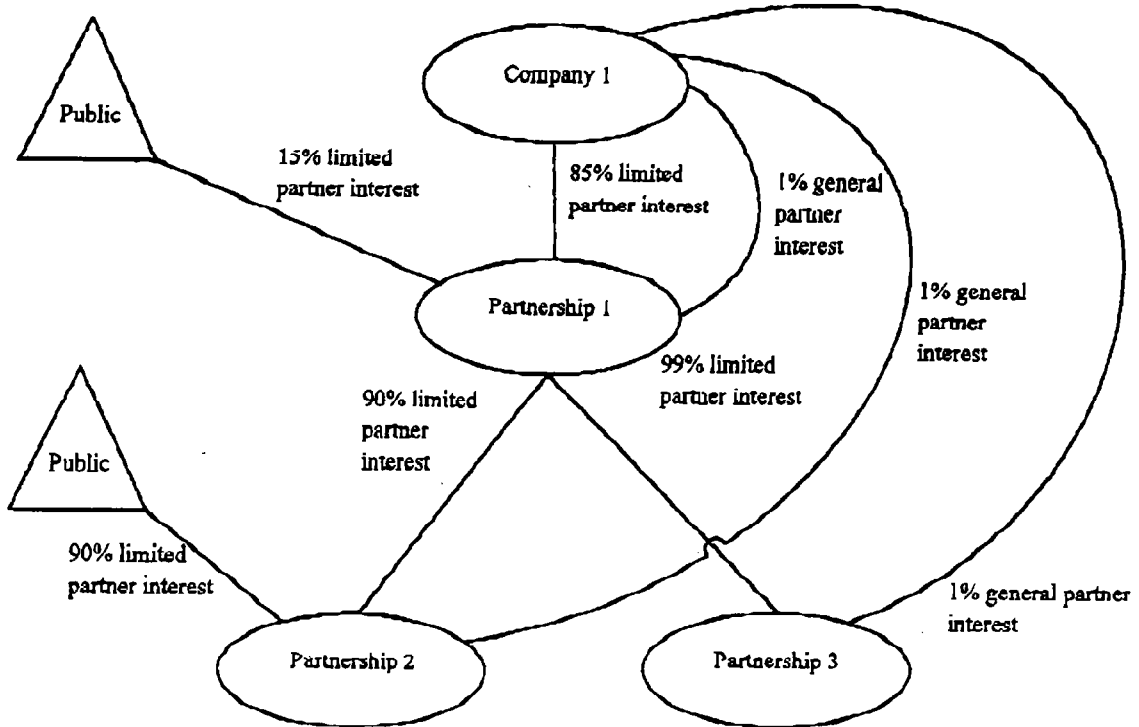 Company 1
Public
15% limited
partner interest
85% limited
partner interest
1% general
partner
interest
1% general
partner
interest
Partnership 1
99% limited
partner interest
90% limited
partner
interest
Public
90% limited
partner interest
1% general partner
interest
Partnership 2
Partnership 3